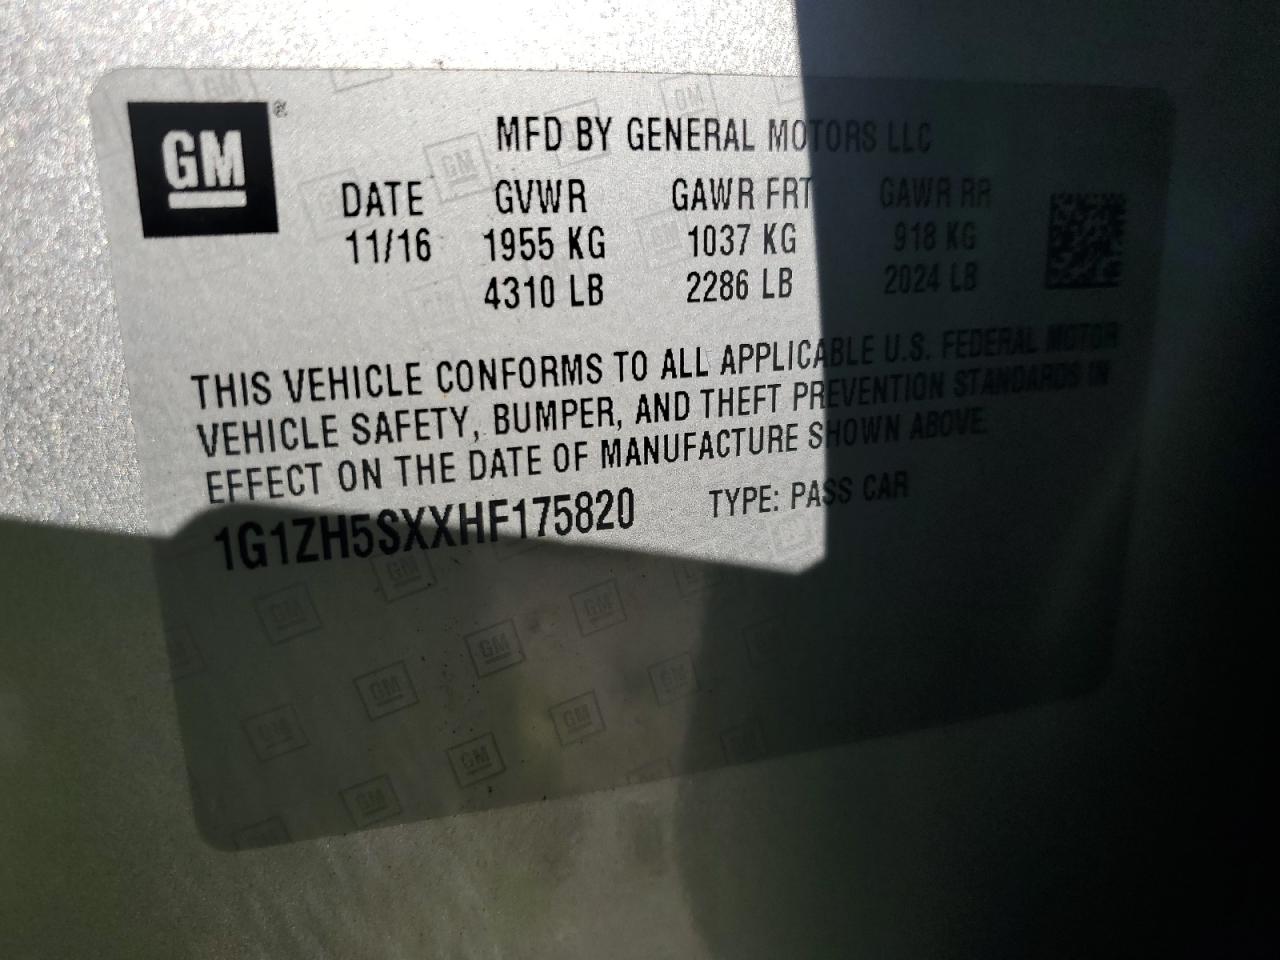 GM ®
MFD BY GENERAL MOTORS LLC
DATE GVWR GAWR FRT GAWR RR
11/16 1955 KG 1037 KG 918 KG
4310 LB 2286 LB 2024 LB
THIS VEHICLE CONFORMS TO ALL APPLICABLE U.S. FEDERAL MOTOR
VEHICLE SAFETY, BUMPER, AND THEFT PREVENTION STANDARDS IN
EFFECT ON THE DATE OF MANUFACTURE SHOWN ABOVE.
1G1ZH5SXXHF175820 TYPE: PASS CAR